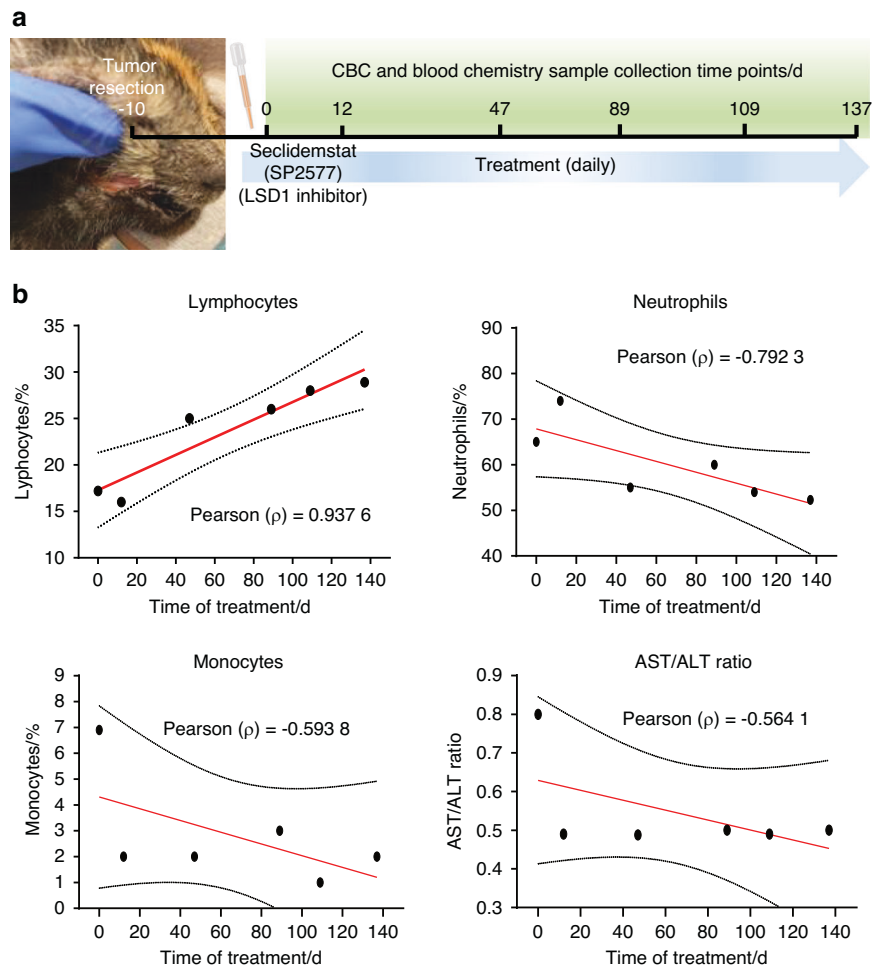 a
Tumor
resection
-10
CBC and blood chemistry sample collection time points/d
0 12 47 89 109 137
Seclidemstat
(SP2577)
(LSD1 inhibitor)
Treatment (daily)
b
Lymphocytes
35
30
25
20
15
10
Lyphocytes/%
Pearson (ρ) = 0.937 6
0 20 40 60 80 100 120 140
Time of treatment/d
Neutrophils
90
80
70
60
50
40
Neutrophils/%
Pearson (ρ) = -0.792 3
0 20 40 60 80 100 120 140
Time of treatment/d
Monocytes
9
8
7
6
5
4
3
2
1
0
Monocytes/%
Pearson (ρ) = -0.593 8
0 20 40 60 80 100 120 140
Time of treatment/d
AST/ALT ratio
0.9
0.8
0.7
0.6
0.5
0.4
0.3
AST/ALT ratio
Pearson (ρ) = -0.564 1
0 20 40 60 80 100 120 140
Time of treatment/d